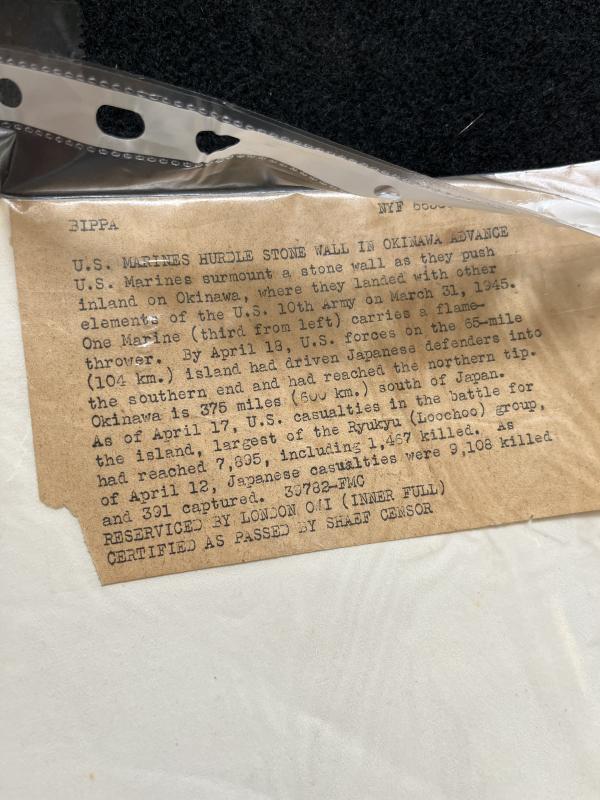 NYF
BIPPA
U.S. MARINES HURDLE STONE WALL IN OKINAWA ADVANCE
U.S. Marines surmount a stone wall as they push
inland on Okinawa, where they landed with other
elements of the U.S. 10th Army on March 31, 1945.
One Marine (third from left) carries a flame-
thrower. By April 18, U.S. forces on the 65-mile
(104 km.) island had driven Japanese defenders into
the southern end and had reached the northern tip.
Okinawa is 375 miles (600 km.) south of Japan.
As of April 17, U.S. casualties in the battle for
the island, largest of the Ryukyu (Loochoo) group,
had reached 7,895, including 1,467 killed. As
of April 12, Japanese casualties were 9,108 killed
and 391 captured. 39782-FMC
RESERVICED BY LONDON OWI (INNER FULL)
CERTIFIED AS PASSED BY SHAEF CENSOR